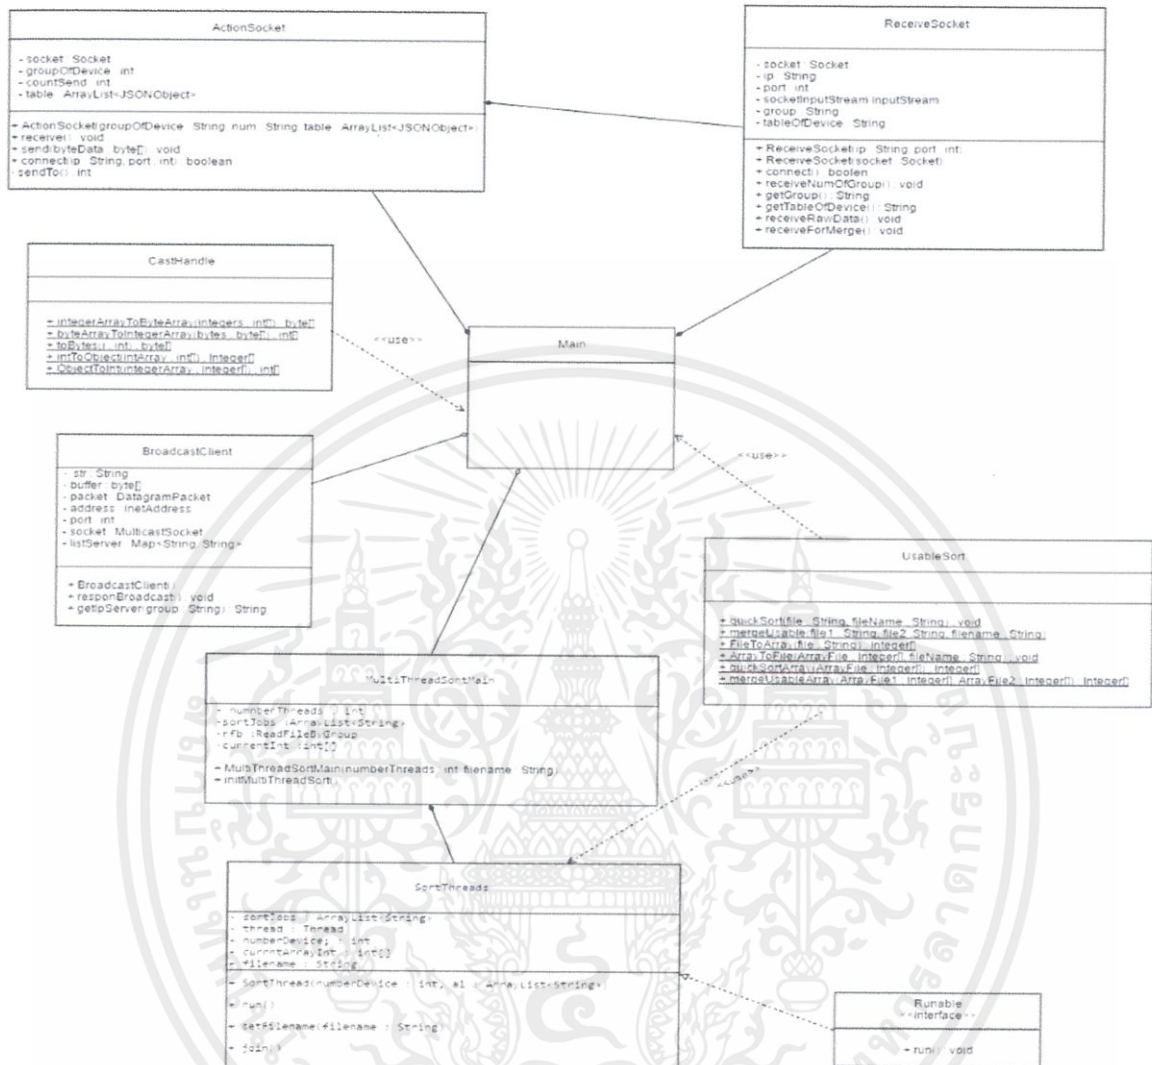 ActionSocket
- socket : Socket
- groupOfDevice : int
- countSend : int
- table : ArrayList<JSONObject>
+ ActionSocket(groupOfDevice : String num : String table : ArrayList<JSONObject>)
+ receive() : void
+ send(byteData : byte[]) : void
+ connect(ip : String, port : int) : boolean
- sendTo() : int
ReceiveSocket
- socket : Socket
- ip : String
- port : int
- socketInputStream : InputStream
- group : String
- tableOfDevice : String
+ ReceiveSocket(ip : String port : int)
+ ReceiveSocket(socket : Socket)
+ connect() : boolen
+ receiveNumOfGroup() : void
+ getGroup() : String
+ getTableOfDevice() : String
+ receiveRawData() : void
+ receiveForMerge() : void
CastHandle
+ integerArrayToByteArray(integers : int[]) : byte[]
+ byteArrayToIntegerArray(bytes : byte[]) : int[]
+ toBytes(i : int) : byte[]
+ intToObject(intArray : int[]) : Integer[]
+ ObjectToInt(integerArray : Integer[]) : int[]
<<use>>
Main
BroadcastClient
- str : String
- buffer : byte[]
- packet : DatagramPacket
- address : InetAddress
- port : int
- socket : MulticastSocket
- listServer : Map<String,String>
+ BroadcastClient()
+ responBroadcast() : void
+ getIpServer(group : String) : String
<<use>>
UsableSort
+ quickSort(file : String, fileName : String) : void
+ mergeUsable(file1 : String, file2 : String, filename : String)
+ FileToArray(file : String) : Integer[]
+ ArrayToFile(ArrayFile : Integer[], fileName : String) : void
+ quickSortArray(ArrayFile : Integer[]) : Integer[]
+ mergeUsableArray(ArrayFile1 : Integer[], ArrayFile2 : Integer[]) : Integer[]
MultiThreadSortMain
- numnberThreads : int
-sortJobs :ArrayList<String>
-rfb :ReadFileByGroup
-currentInt :int[]
+ MultiThreadSortMain(numberThreads : int filename : String)
+ initMultiThreadSort()
<<use>>
SortThreads
- sortJobs : ArrayList<String>
- thread : Thread
- numberDevice; : int
- currntArrayInt : int[]
- filename : String
+ SortThread(numberDevice : int, al : ArrayList<String>)
+ run()
+ setFilename(filename : String
+ join()
Runable
<<interface>>
+ run() : void